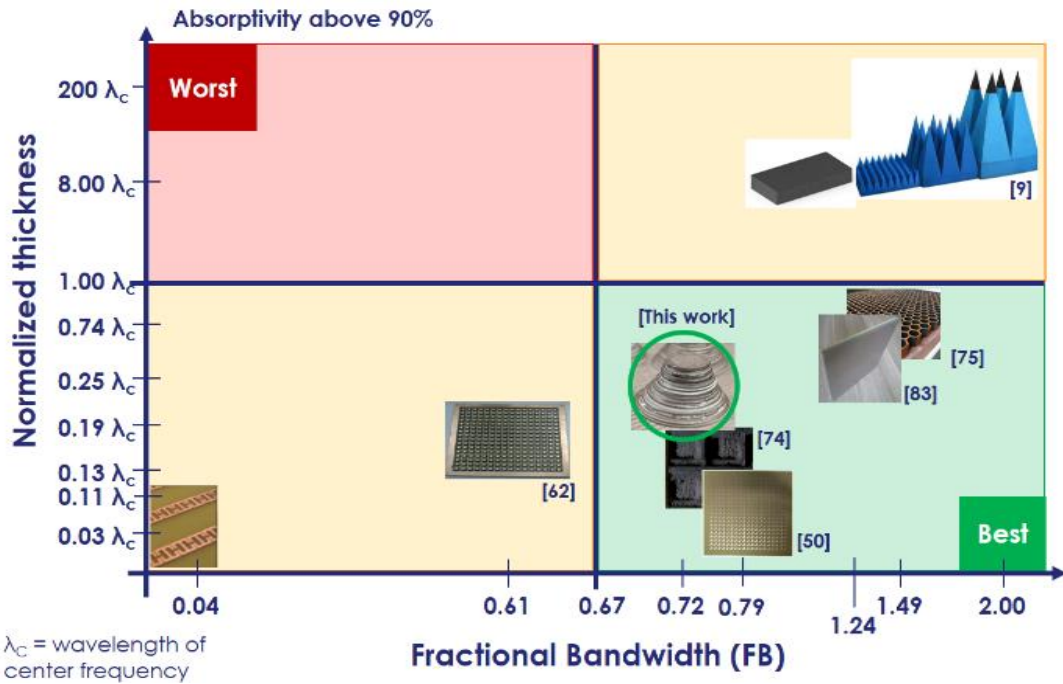 Absorptivity above 90%
Normalized thickness
200 λc
8.00 λc
1.00 λc
0.74 λc
0.25 λc
0.19 λc
0.13 λc
0.11 λc
0.03 λc
Worst
[9]
[This work]
[75]
[83]
[74]
[62]
[50]
Best
0.04
0.61
0.67
0.72
0.79
1.24
1.49
2.00
λC = wavelength of
center frequency
Fractional Bandwidth (FB)